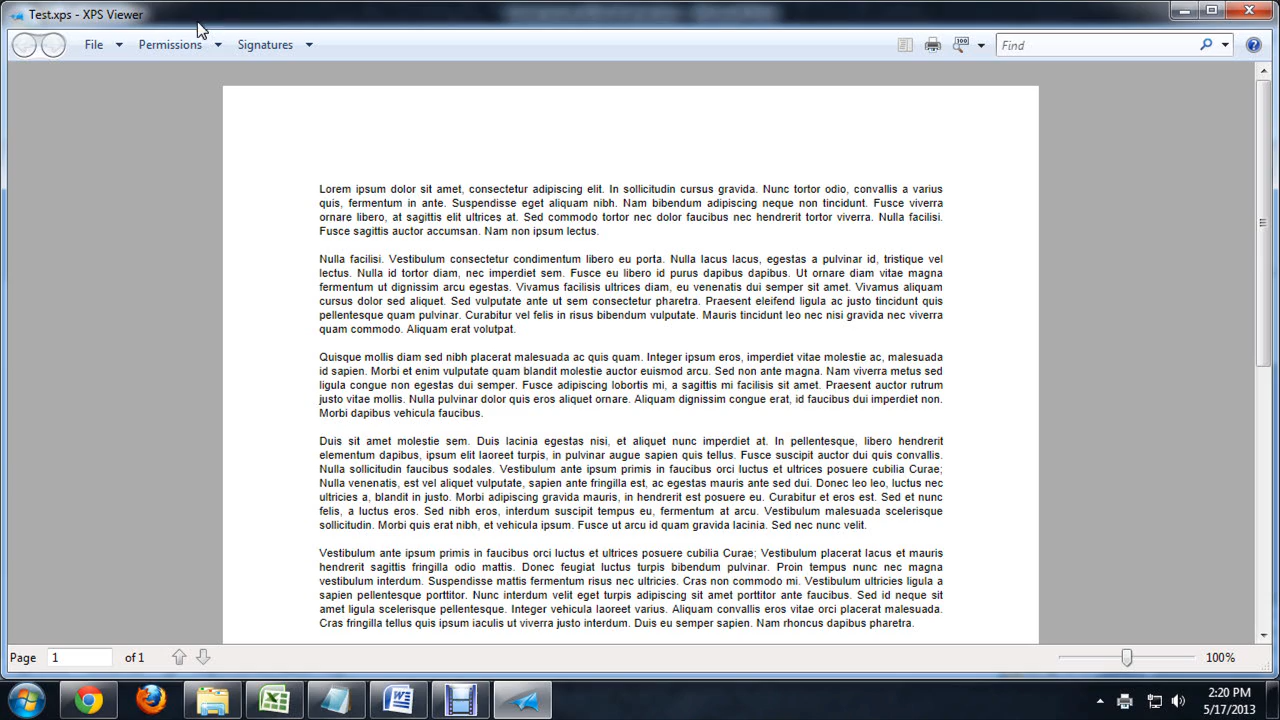 Test.xps - XPS Viewer
File Permissions Signatures Find
Lorem ipsum dolor sit amet, consectetur adipiscing elit. In sollicitudin cursus gravida. Nunc tortor odio, convallis a varius
quis, fermentum in ante. Suspendisse eget aliquam nibh. Nam bibendum adipiscing neque non tincidunt. Fusce viverra
ornare libero, at sagittis elit ultrices at. Sed commodo tortor nec dolor faucibus nec hendrerit tortor viverra. Nulla facilisi.
Fusce sagittis auctor accumsan. Nam non ipsum lectus.
Nulla facilisi. Vestibulum consectetur condimentum libero eu porta. Nulla lacus lacus, egestas a pulvinar id, tristique vel
lectus. Nulla id tortor diam, nec imperdiet sem. Fusce eu libero id purus dapibus dapibus. Ut ornare diam vitae magna
fermentum ut dignissim arcu egestas. Vivamus facilisis ultrices diam, eu venenatis dui semper sit amet. Vivamus aliquam
cursus dolor sed aliquet. Sed vulputate ante ut sem consectetur pharetra. Praesent eleifend ligula ac justo tincidunt quis
pellentesque quam pulvinar. Curabitur vel felis in risus bibendum vulputate. Mauris tincidunt leo nec nisi gravida nec viverra
quam commodo. Aliquam erat volutpat.
Quisque mollis diam sed nibh placerat malesuada ac quis quam. Integer ipsum eros, imperdiet vitae molestie ac, malesuada
id sapien. Morbi et enim vulputate quam blandit molestie auctor euismod arcu. Sed non ante magna. Nam viverra metus sed
ligula congue non egestas dui semper. Fusce adipiscing lobortis mi, a sagittis mi facilisis sit amet. Praesent auctor rutrum
justo vitae mollis. Nulla pulvinar dolor quis eros aliquet ornare. Aliquam dignissim congue erat, id faucibus dui imperdiet non.
Morbi dapibus vehicula faucibus.
Duis sit amet molestie sem. Duis lacinia egestas nisi, et aliquet nunc imperdiet at. In pellentesque, libero hendrerit
elementum dapibus, ipsum elit laoreet turpis, in pulvinar augue sapien quis tellus. Fusce suscipit auctor dui quis convallis.
Nulla sollicitudin faucibus sodales. Vestibulum ante ipsum primis in faucibus orci luctus et ultrices posuere cubilia Curae;
Nulla venenatis, est vel aliquet vulputate, sapien ante fringilla est, ac egestas mauris ante sed dui. Donec leo leo, luctus nec
ultricies a, blandit in justo. Morbi adipiscing gravida mauris, in hendrerit est posuere eu. Curabitur et eros est. Sed et nunc
felis, a luctus eros. Sed nibh eros, interdum suscipit tempus eu, fermentum at arcu. Vestibulum malesuada scelerisque
sollicitudin. Morbi quis erat nibh, et vehicula ipsum. Fusce ut arcu id quam gravida lacinia. Sed nec nunc velit.
Vestibulum ante ipsum primis in faucibus orci luctus et ultrices posuere cubilia Curae; Vestibulum placerat lacus et mauris
hendrerit sagittis fringilla odio mattis. Donec feugiat luctus turpis bibendum pulvinar. Proin tempus nunc nec magna
vestibulum interdum. Suspendisse mattis fermentum risus nec ultricies. Cras non commodo mi. Vestibulum ultricies ligula a
sapien pellentesque porttitor. Nunc interdum velit eget turpis adipiscing sit amet porttitor ante faucibus. Sed id neque sit
amet ligula scelerisque pellentesque. Integer vehicula laoreet varius. Aliquam convallis eros vitae orci placerat malesuada.
Cras fringilla tellus quis ipsum iaculis ut viverra justo interdum. Duis eu semper sapien. Nam rhoncus dapibus pharetra.
Page 1 of 1 100%
2:20 PM
5/17/2013